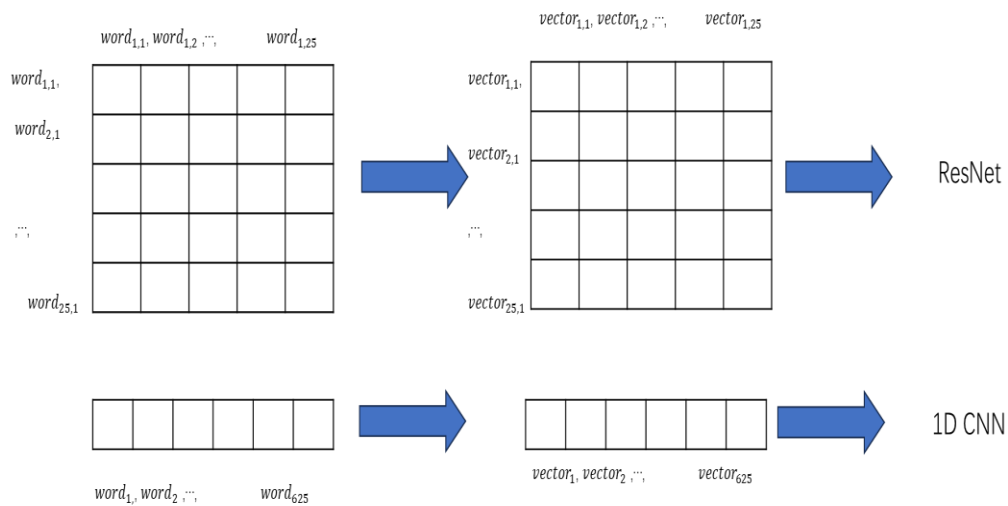 word1,1, word1,2 ,..., word1,25
vector1,1, vector1,2 ,..., vector1,25
word1,1,
word2,1
,...,
word25,1
vector1,1,
vector2,1
,...,
vector25,1
ResNet
word1,, word2 ,..., word625
vector1, vector2 ,..., vector625
1D CNN